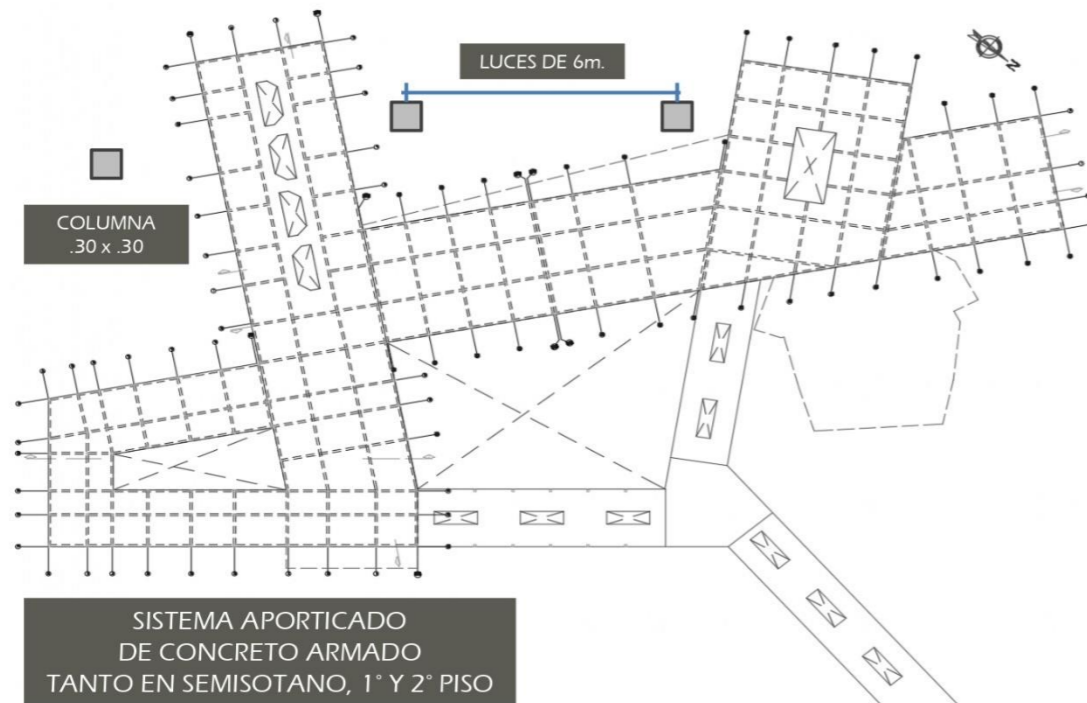 LUCES DE 6m.
N
COLUMNA
.30 x .30
X
SISTEMA APORTICADO
DE CONCRETO ARMADO
TANTO EN SEMISOTANO, 1° Y 2° PISO